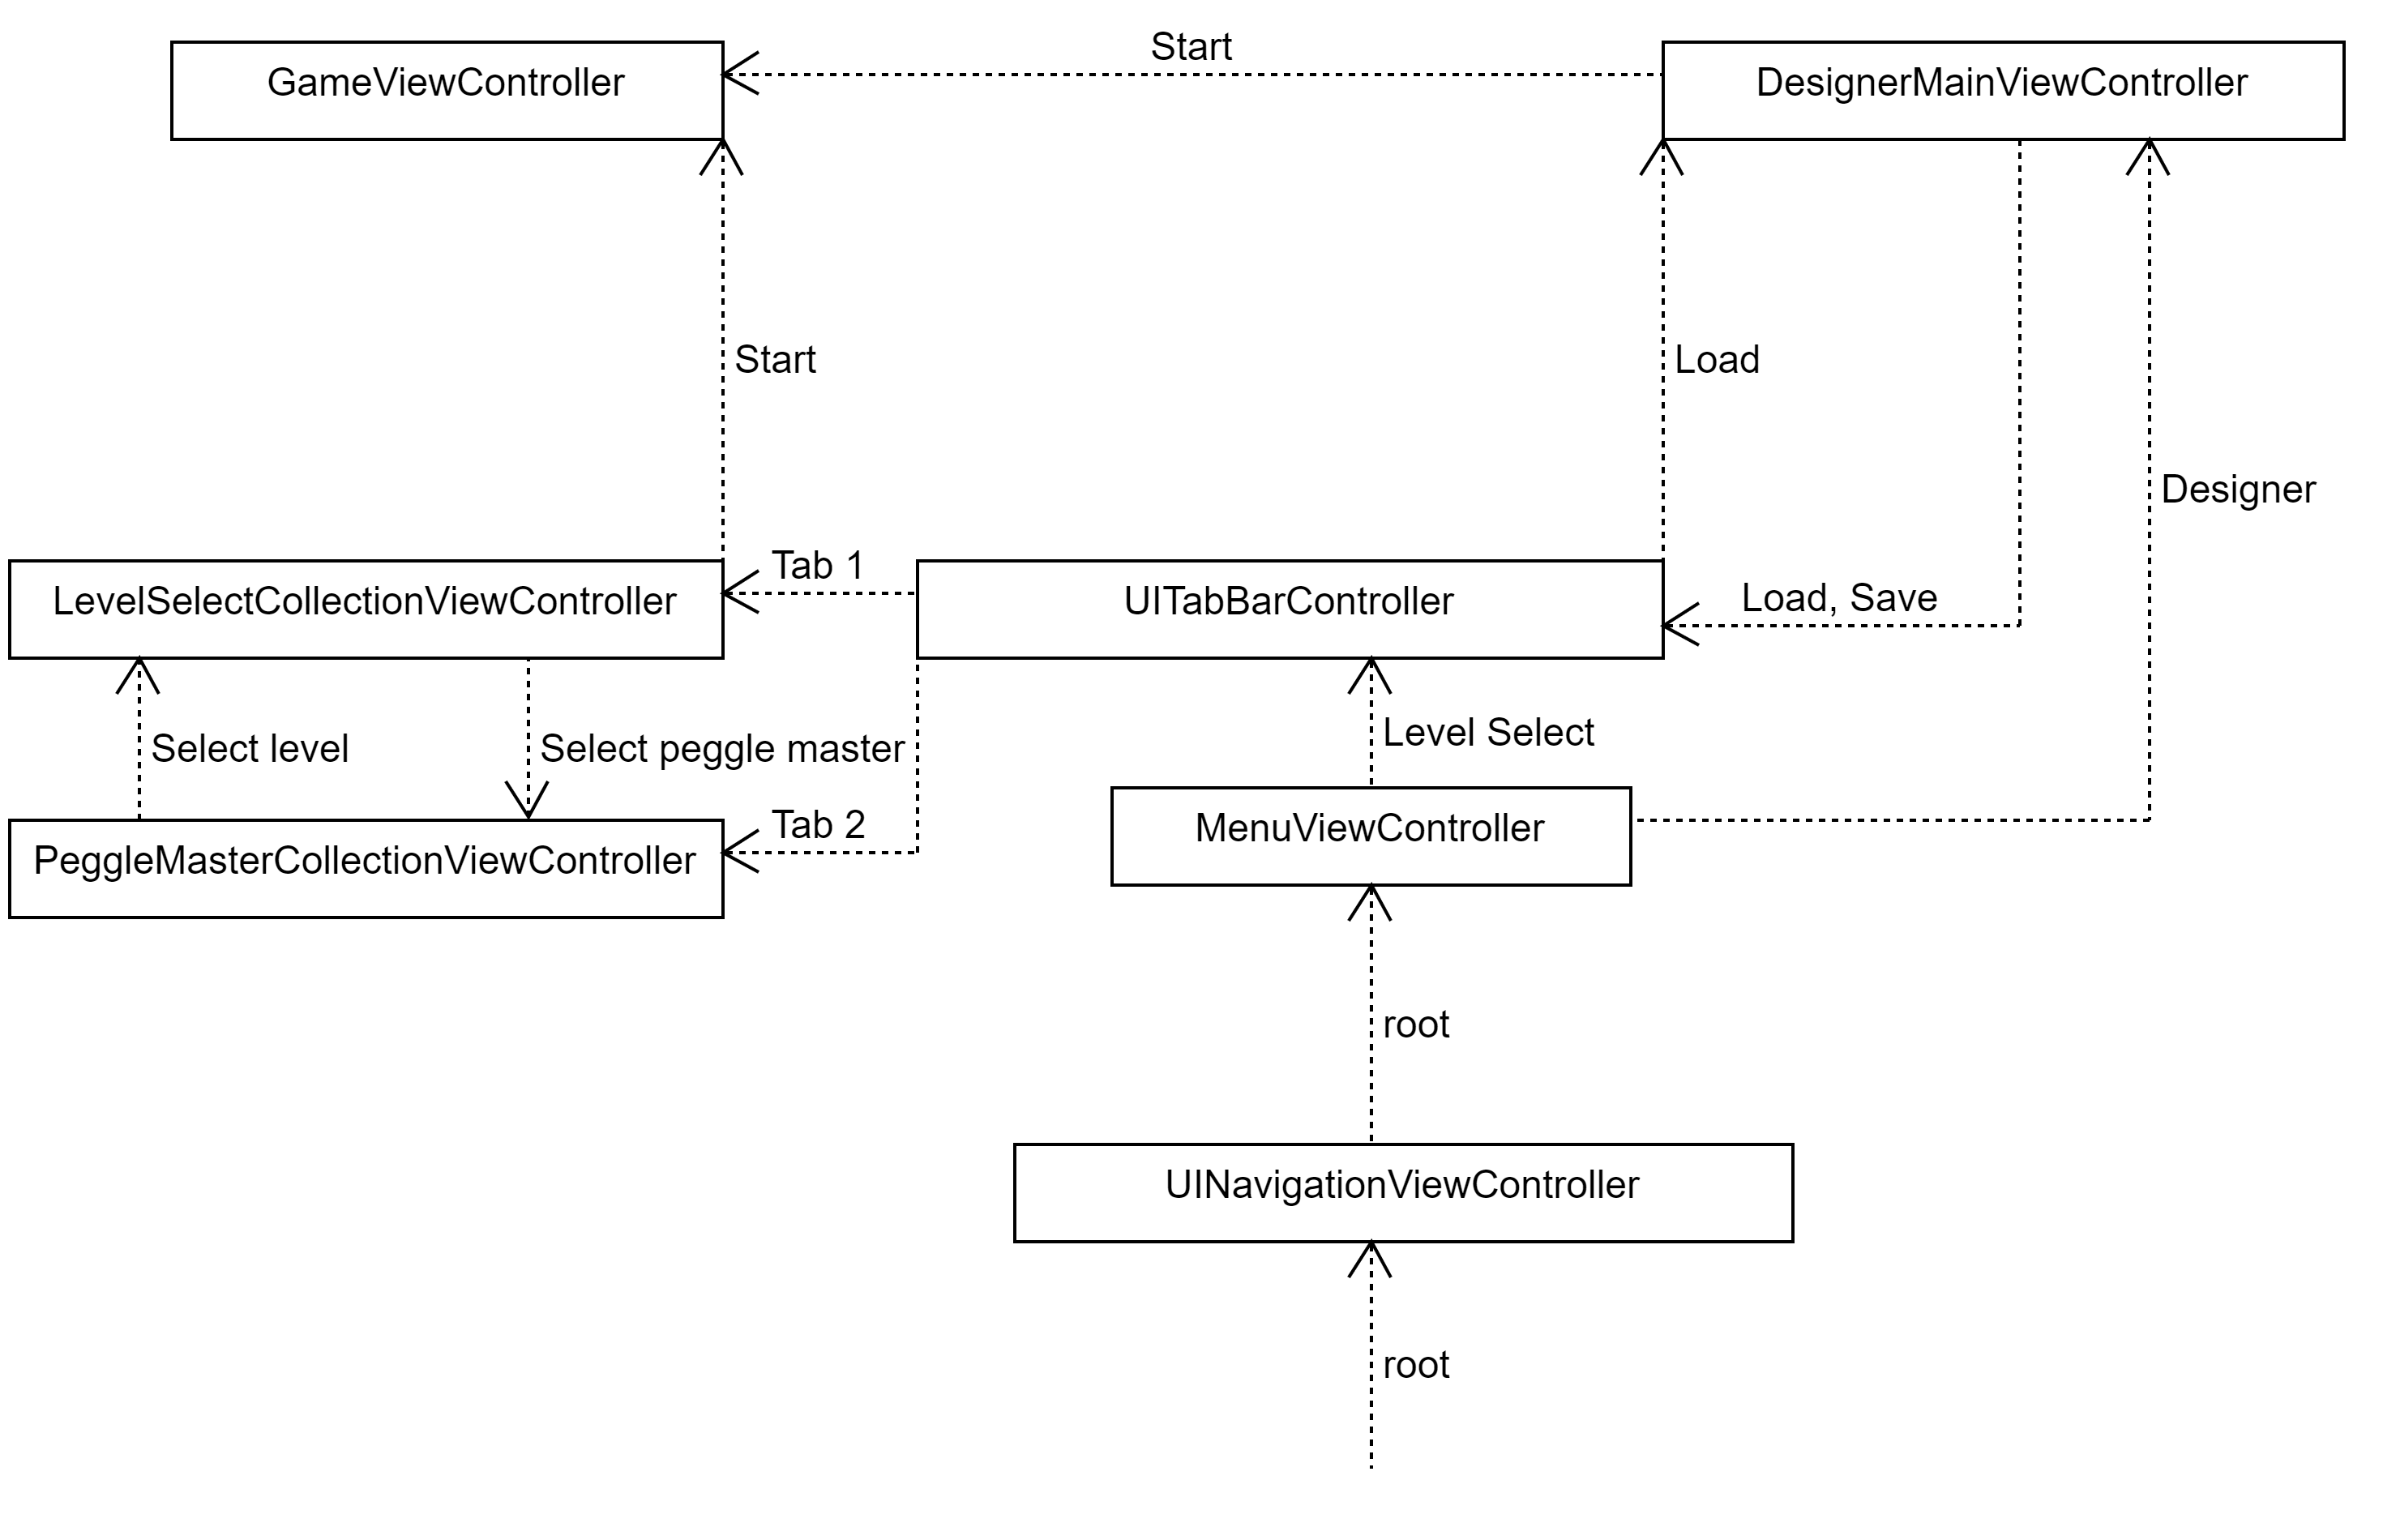 Start
GameViewController
DesignerMainViewController
Start
Load
Designer
Tab 1
LevelSelectCollectionViewController
UITabBarController
Load, Save
Select level
Select peggle master
Level Select
Tab 2
MenuViewController
PeggleMasterCollectionViewController
root
UINavigationViewController
root